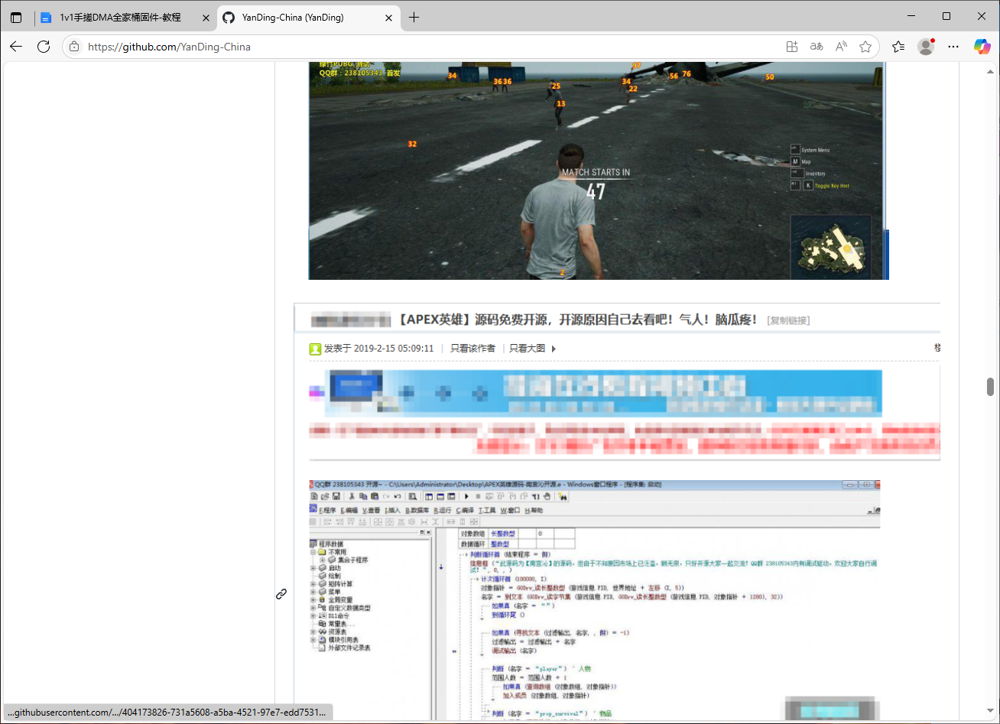 1v1手搓DMA全家桶固件-教程
YanDing-China (YanDing)
https://github.com/YanDing-China
绿竹PUBG 测试
QQ群：238105343 首发
34
36 36
25
13
97
34
22
56 76
50
32
MATCH STARTS IN
47
System Menu
M Map
Inventory
K Toggle Key Hint
2
【APEX英雄】源码免费开源，开源原因自己去看吧！气人！脑瓜疼！ [复制链接]
发表于 2019-2-15 05:09:11 | 只看该作者 | 只看大图
QQ群 238105343 开源~ - C:\Users\Administrator\Desktop\APEX英雄源码-南宫沁开源.e - Windows窗口程序 - [程序集: 启动]
F.程序 E.编辑 V.查看 I.插入 B.数据库 R.运行 C.编译 T.工具 W.窗口 H.帮助
程序数据
不常用
集合子程序
启动
绘制
矩阵计算
菜单
全局变量
自定义数据类型
Dll命令
常量表...
资源表
模块引用表
外部文件记录表
对象数组 长整数型 0
数据循环 整数型
判断循环首 (结束程序 = 假)
信息框 (“此源码为【南宫沁】的源码，但由于不知原因市场上已泛滥，颇无奈，只好开源大家一起交流！QQ群 238105343内有调试驱动，欢迎大家自行调
试！”, 0, , )
计次循环首 (100000, I)
对象指针 = GODrv_读长整数型 (游戏信息.PID, 世界地址 + 左移 (I, 5))
名字 = 到文本 (GODrv_读字节集 (游戏信息.PID, GODrv_读长整数型 (游戏信息.PID, 对象指针 + 1200), 32))
如果真 (名字 = “”)
到循环尾 ()
如果真 (寻找文本 (过滤输出, 名字, , 假) = -1)
过滤输出 = 过滤输出 + 名字
调试输出 (名字)
判断 (名字 = “player”) ' 人物
范围人数 = 范围人数 + 1
如果真 (查询数组 (对象数组, 对象指针))
加入成员 (对象数组, 对象指针)
判断 (名字 = “prop_survival”) ' 物品
...githubusercontent.com/.../404173826-731a5608-a5ba-4521-97e7-edd7531...